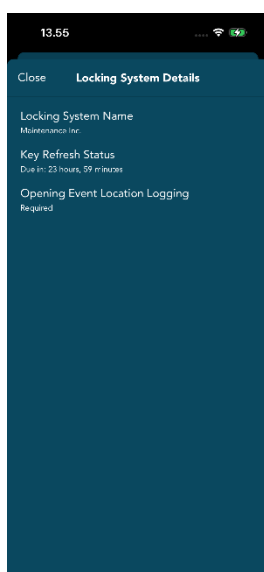 13.55
Close Locking System Details
Locking System Name
Maintenance Inc.
Key Refresh Status
Due in: 23 hours, 59 minutes
Opening Event Location Logging
Required